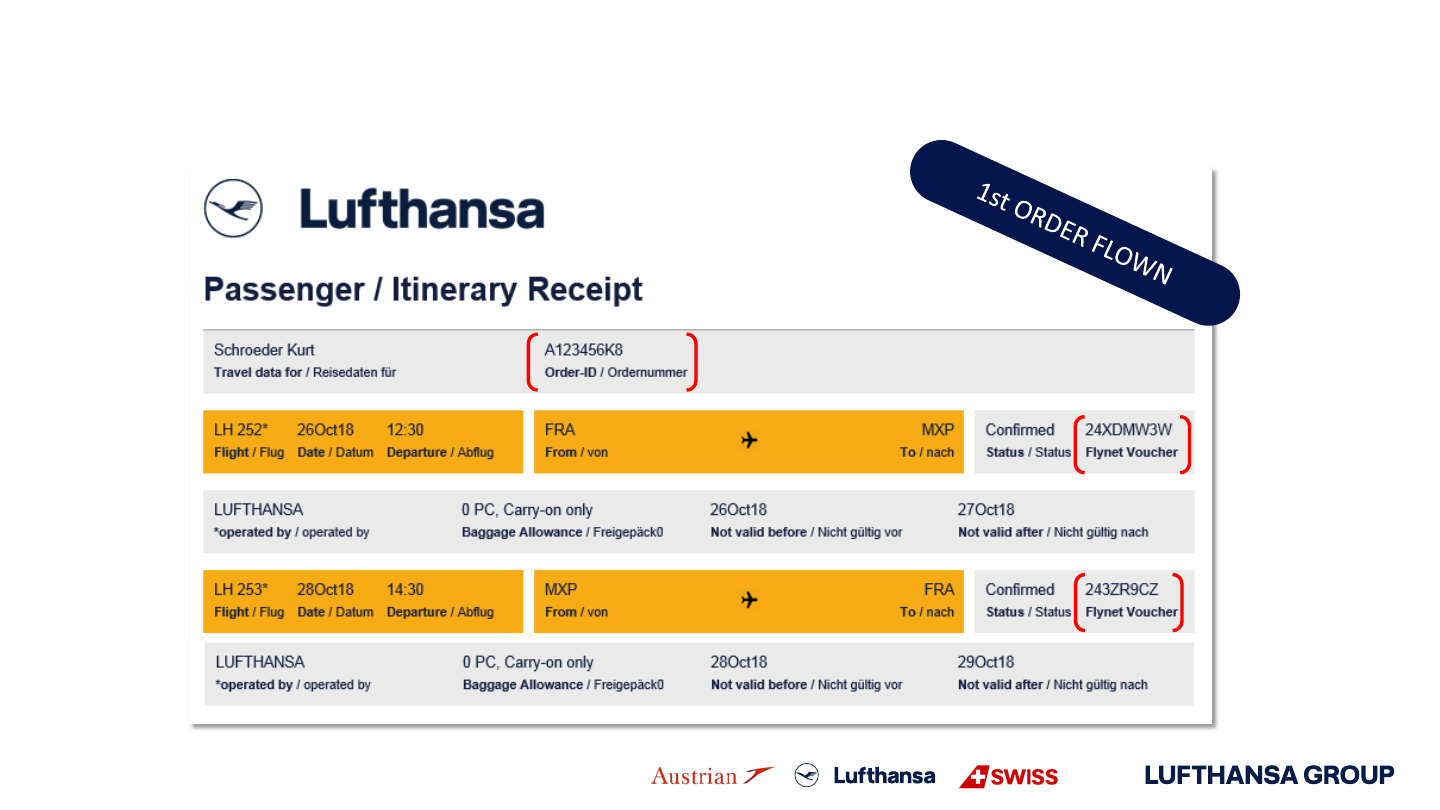 1st ORDER FLOWN
Lufthansa
Passenger / Itinerary Receipt
Schroeder Kurt A123456K8
Travel data for / Reisedaten für Order-ID / Ordernummer
LH 252* 26Oct18 12:30 FRA MXP Confirmed 24XDMW3W
Flight / Flug Date / Datum Departure / Abflug From / von To / nach Status / Status Flynet Voucher
LUFTHANSA 0 PC, Carry-on only 26Oct18 27Oct18
*operated by / operated by Baggage Allowance / Freigepäck0 Not valid before / Nicht gültig vor Not valid after / Nicht gültig nach
LH 253* 28Oct18 14:30 MXP FRA Confirmed 243ZR9CZ
Flight / Flug Date / Datum Departure / Abflug From / von To / nach Status / Status Flynet Voucher
LUFTHANSA 0 PC, Carry-on only 28Oct18 29Oct18
*operated by / operated by Baggage Allowance / Freigepäck0 Not valid before / Nicht gültig vor Not valid after / Nicht gültig nach
Austrian Lufthansa SWISS LUFTHANSA GROUP